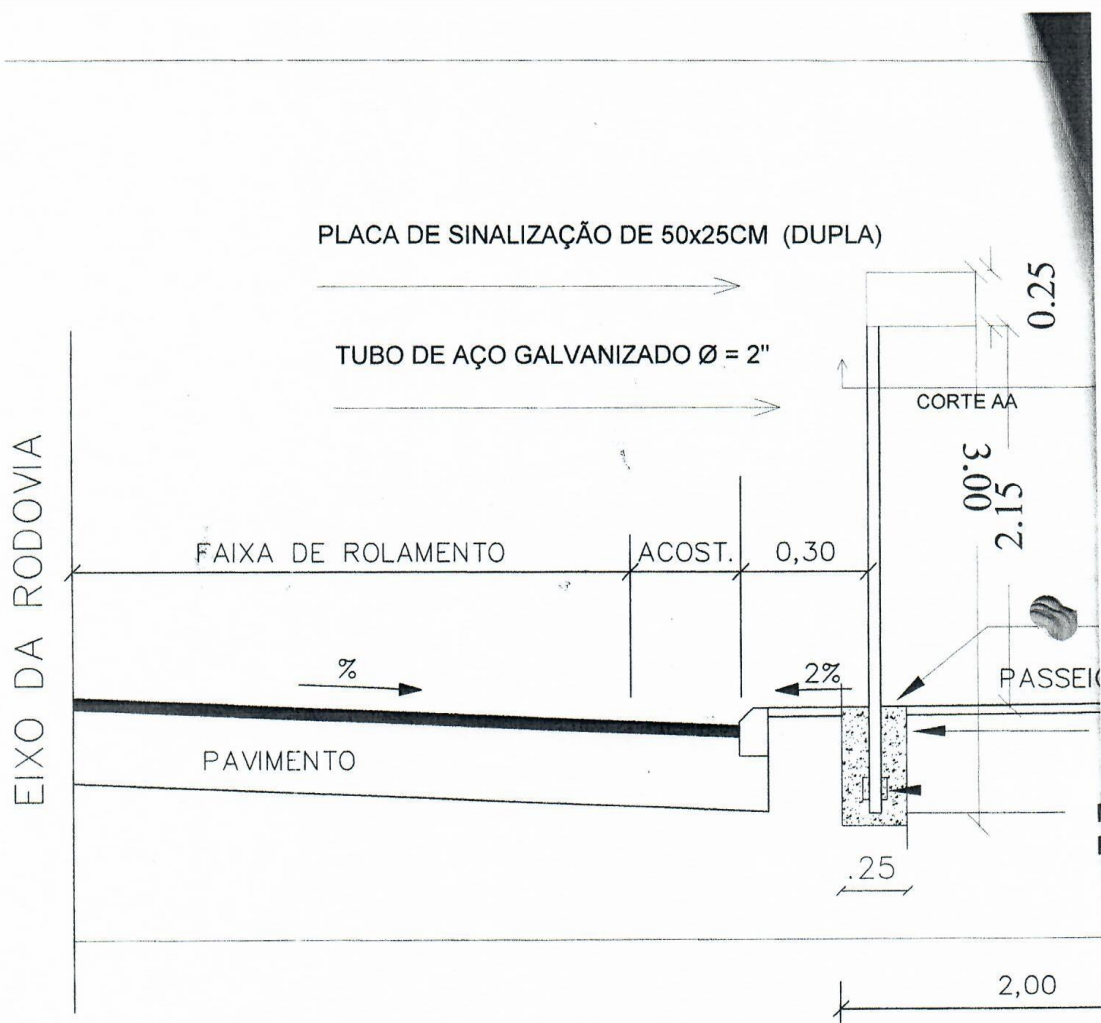 PLACA DE SINALIZAÇÃO DE 50x25CM (DUPLA)
0.25
TUBO DE AÇO GALVANIZADO Ø = 2"
CORTE AA
3.00
2.15
EIXO DA RODOVIA
FAIXA DE ROLAMENTO
ACOST.
0,30
%
2%
PAVIMENTO
.25
2,00